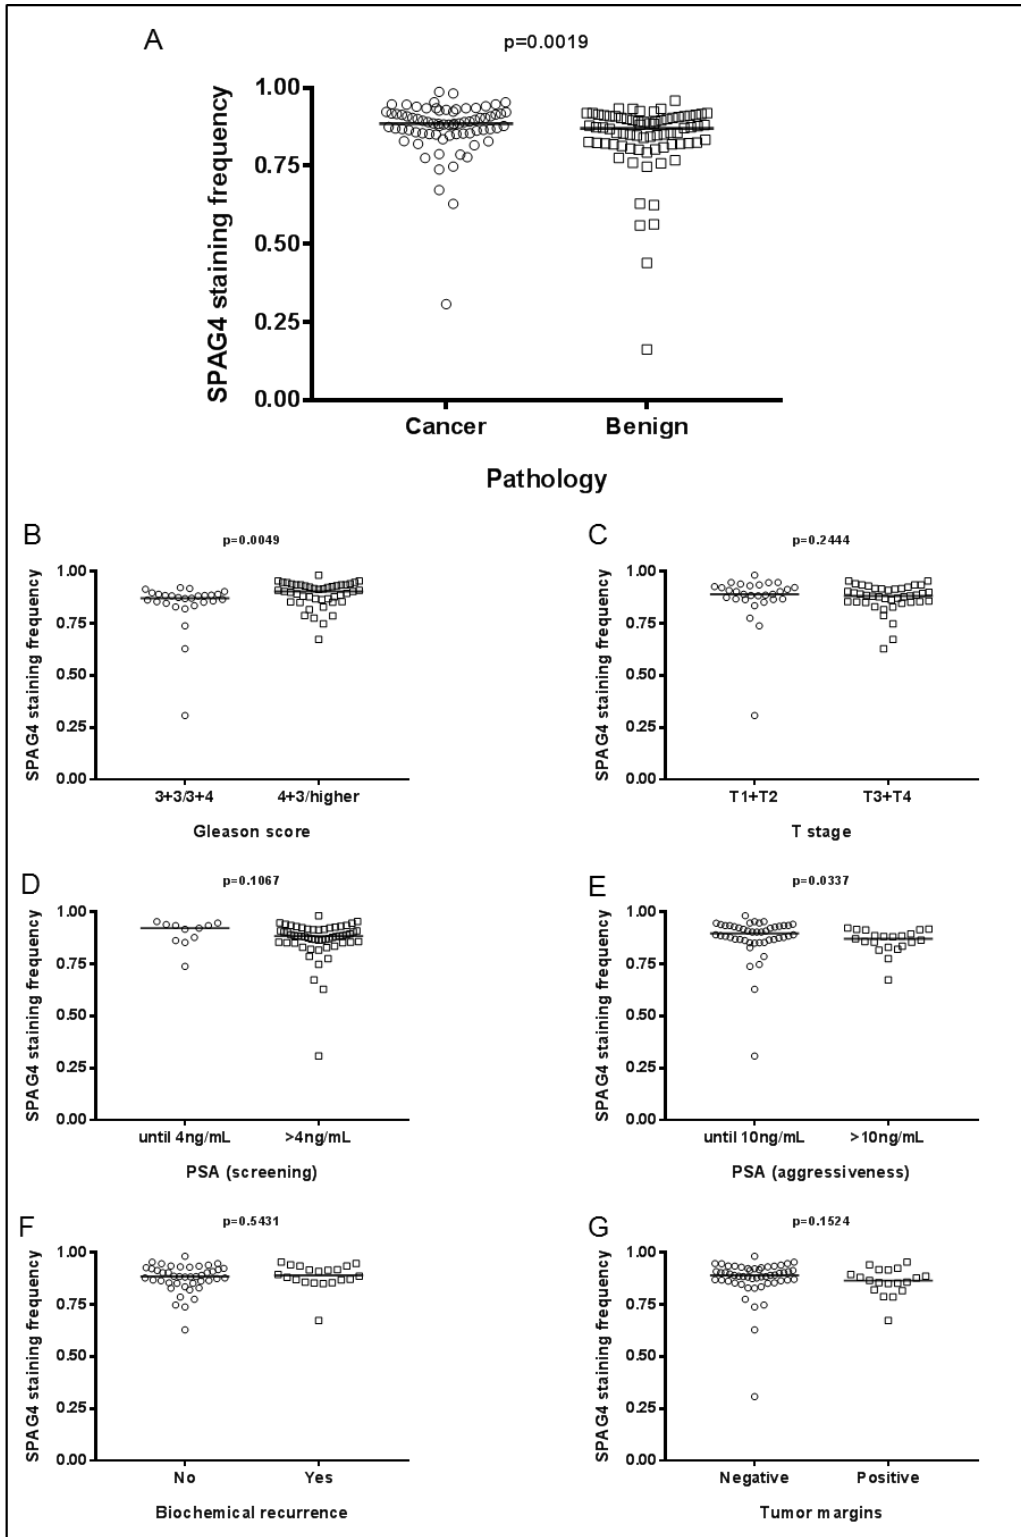 A
p=0.0019
SPAG4 staining frequency
1.00
0.75
0.50
0.25
0.00
Cancer Benign
Pathology
B
p=0.0049
SPAG4 staining frequency
1.00
0.75
0.50
0.25
0.00
3+3/3+4 4+3/higher
Gleason score
C
p=0.2444
SPAG4 staining frequency
1.00
0.75
0.50
0.25
0.00
T1+T2 T3+T4
T stage
D
p=0.1067
SPAG4 staining frequency
1.00
0.75
0.50
0.25
0.00
until 4ng/mL >4ng/mL
PSA (screening)
E
p=0.0337
SPAG4 staining frequency
1.00
0.75
0.50
0.25
0.00
until 10ng/mL >10ng/mL
PSA (aggressiveness)
F
p=0.5431
SPAG4 staining frequency
1.00
0.75
0.50
0.25
0.00
No Yes
Biochemical recurrence
G
p=0.1524
SPAG4 staining frequency
1.00
0.75
0.50
0.25
0.00
Negative Positive
Tumor margins